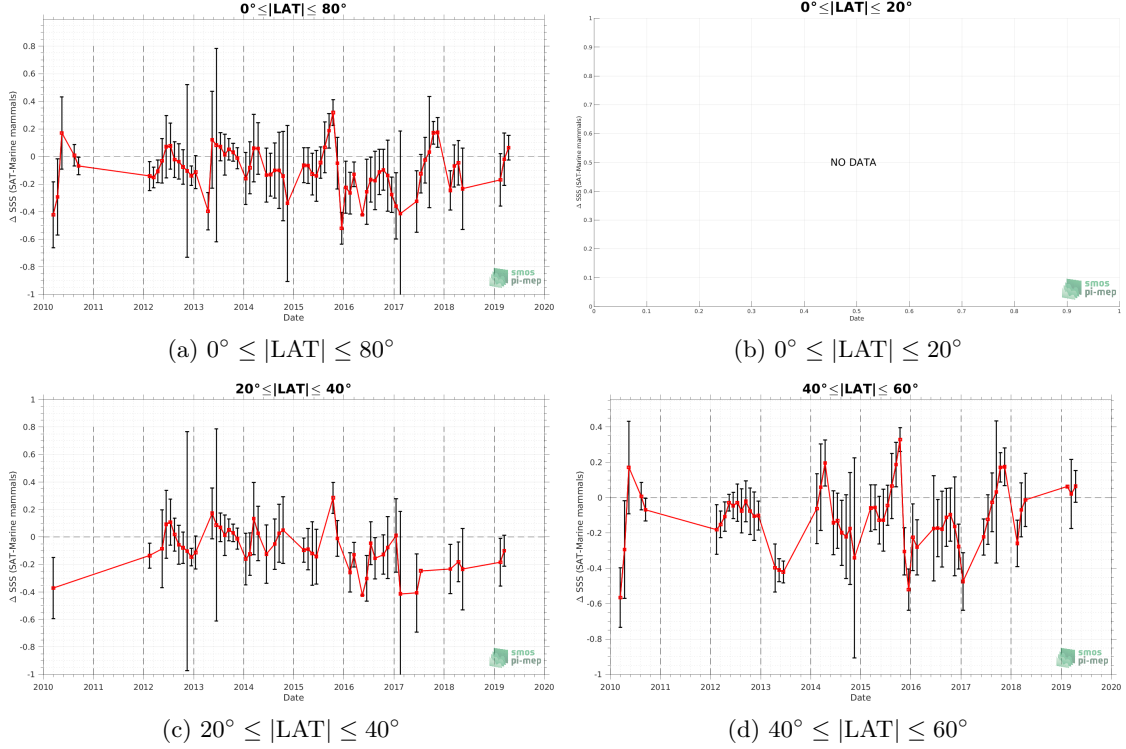 0°≤|LAT|≤ 80°
Δ SSS (SAT-Marine mammals)
0.8
0.6
0.4
0.2
0
-0.2
-0.4
-0.6
-0.8
-1
2010 2011 2012 2013 2014 2015 2016 2017 2018 2019 2020
Date
smos
pi-mep
(a) 0° ≤ |LAT| ≤ 80°
0°≤|LAT|≤ 20°
Δ SSS (SAT-Marine mammals)
1
0.9
0.8
0.7
0.6
0.5
0.4
0.3
0.2
0.1
0
NO DATA
0 0.1 0.2 0.3 0.4 0.5 0.6 0.7 0.8 0.9 1
Date
smos
pi-mep
(b) 0° ≤ |LAT| ≤ 20°
20°≤|LAT|≤ 40°
Δ SSS (SAT-Marine mammals)
1
0.8
0.6
0.4
0.2
0
-0.2
-0.4
-0.6
-0.8
-1
2010 2011 2012 2013 2014 2015 2016 2017 2018 2019 2020
Date
smos
pi-mep
(c) 20° ≤ |LAT| ≤ 40°
40°≤|LAT|≤ 60°
Δ SSS (SAT-Marine mammals)
0.4
0.2
0
-0.2
-0.4
-0.6
-0.8
-1
2010 2011 2012 2013 2014 2015 2016 2017 2018 2019 2020
Date
smos
pi-mep
(d) 40° ≤ |LAT| ≤ 60°